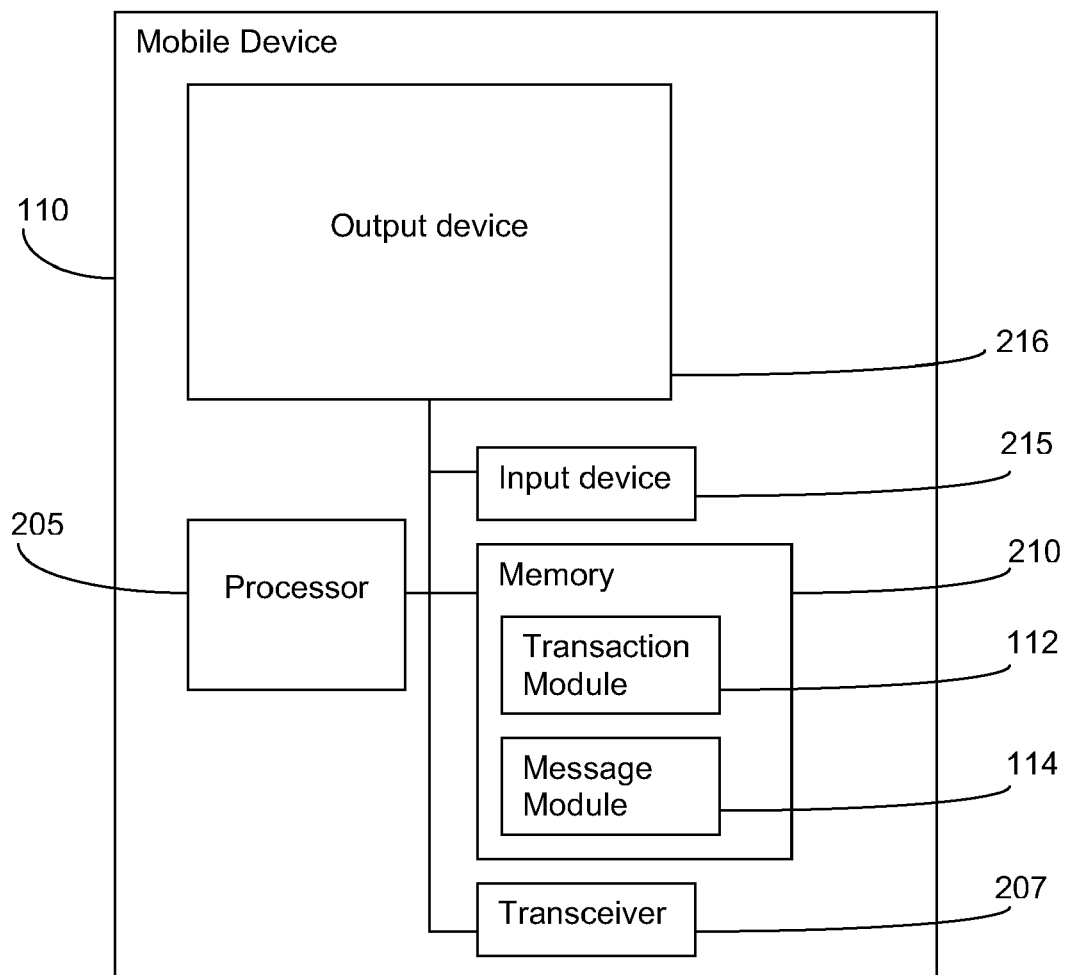 Mobile Device
Output device
110
216
215
Input device
205
Processor
210
Memory
112
Transaction
Module
114
Message
Module
207
Transceiver